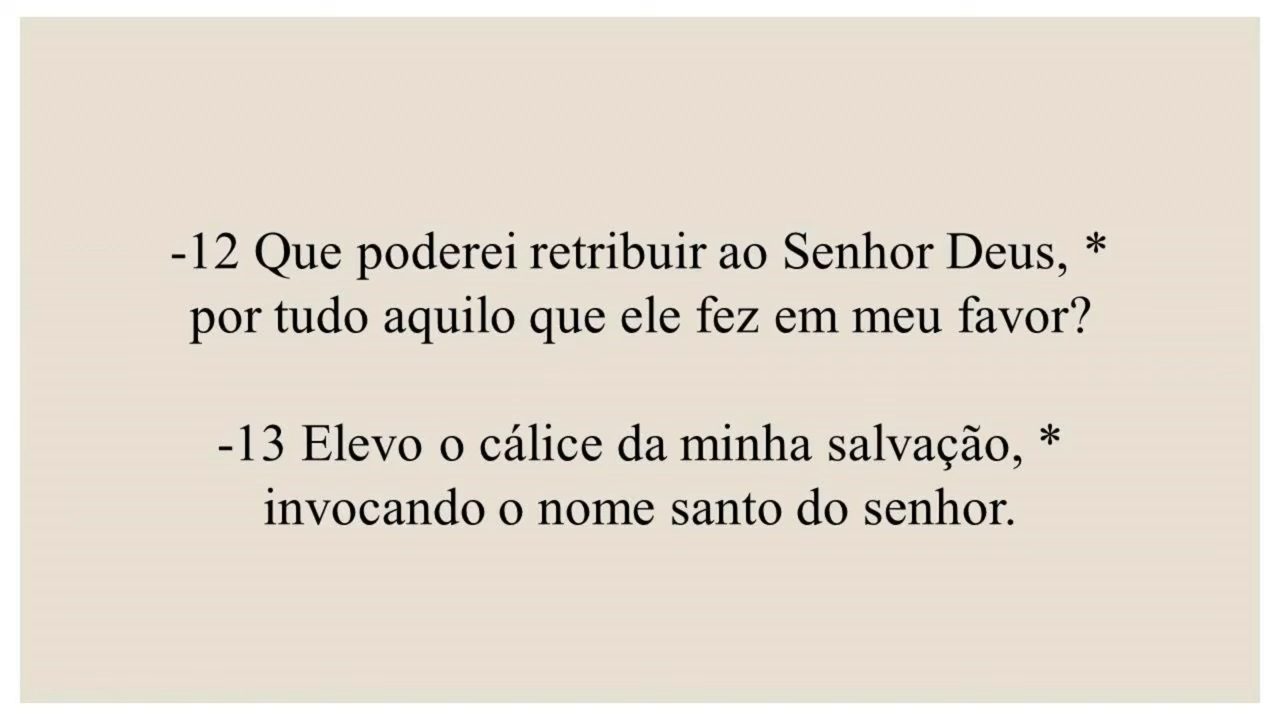 -12 Que poderei retribuir ao Senhor Deus, *
por tudo aquilo que ele fez em meu favor?
-13 Elevo o cálice da minha salvação, *
invocando o nome santo do senhor.